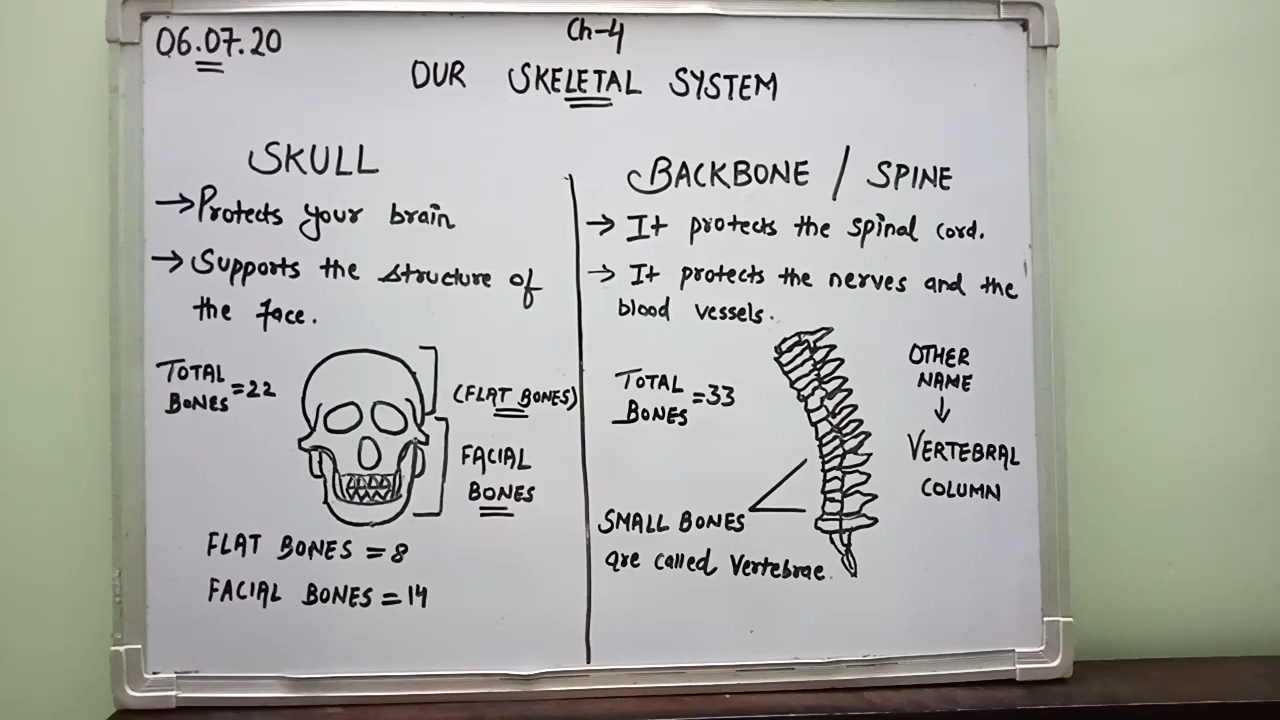 06.07.20
Ch-4
OUR SKELETAL SYSTEM
SKULL
→Protects your brain
→ Supports the structure of
the face.
TOTAL
BONES =22
(FLAT BONES)
FACIAL
BONES
FLAT BONES = 8
FACIAL BONES = 14
BACKBONE / SPINE
→ It protects the spinal cord.
→ It protects the nerves and the
blood vessels.
TOTAL
BONES =33
OTHER
NAME
↓
VERTEBRAL
COLUMN
SMALL BONES
are called Vertebrae.